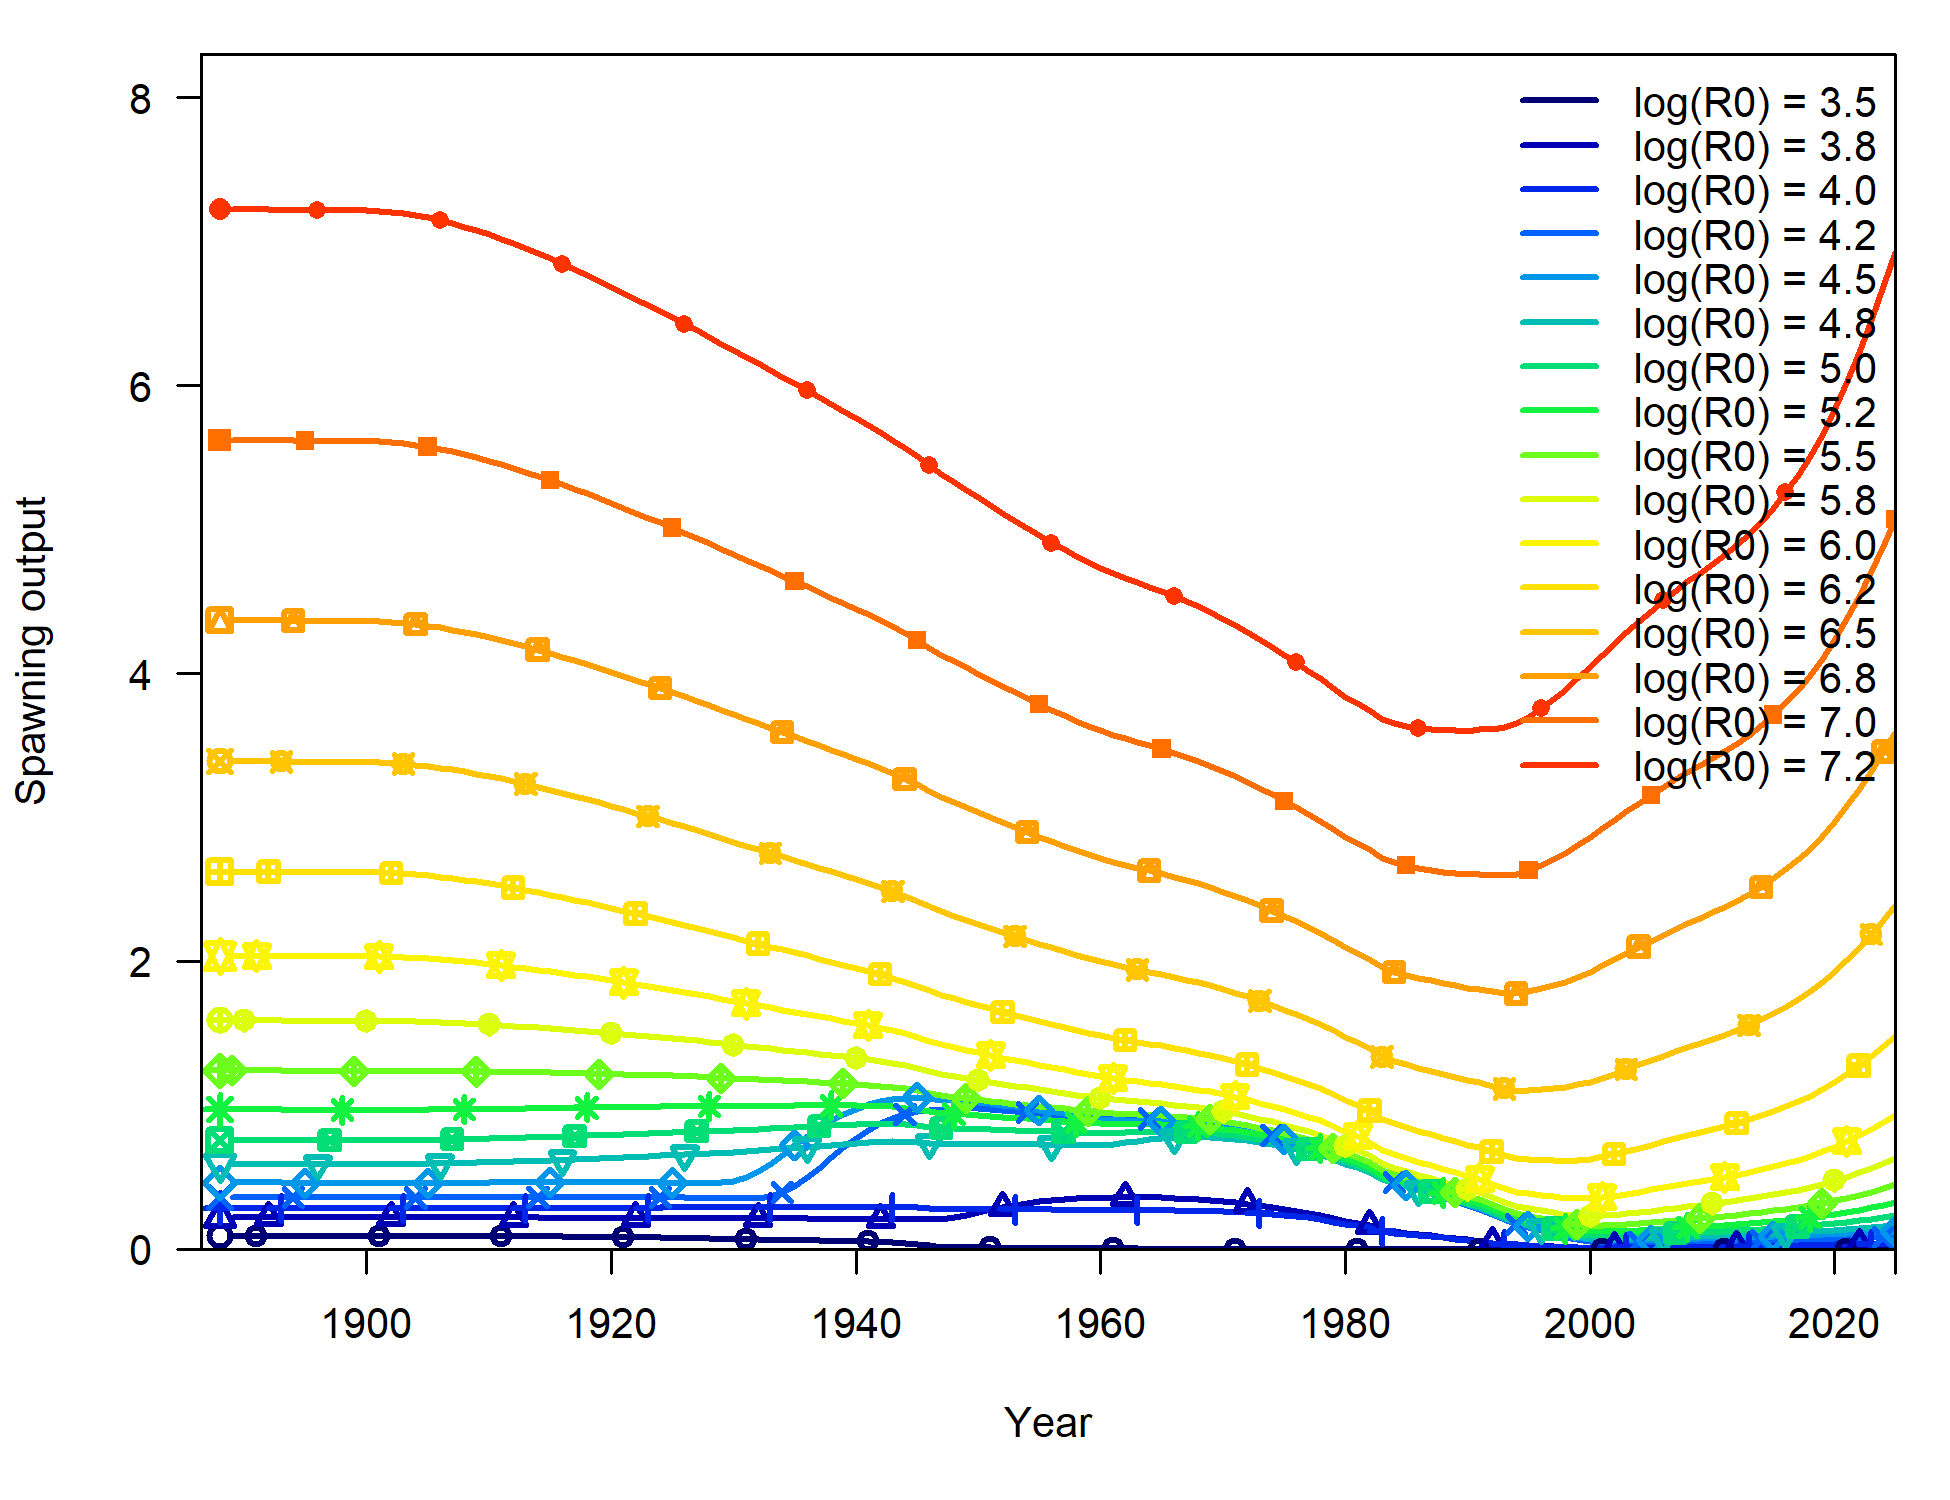 8
6
4
2
0
Spawning output
log(R0) = 3.5
log(R0) = 3.8
log(R0) = 4.0
log(R0) = 4.2
log(R0) = 4.5
log(R0) = 4.8
log(R0) = 5.0
log(R0) = 5.2
log(R0) = 5.5
log(R0) = 5.8
log(R0) = 6.0
log(R0) = 6.2
log(R0) = 6.5
log(R0) = 6.8
log(R0) = 7.0
log(R0) = 7.2
1900 1920 1940 1960 1980 2000 2020
Year